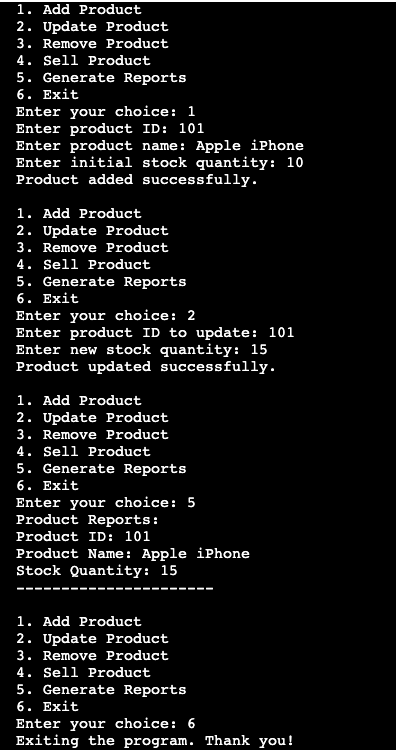 1. Add Product
2. Update Product
3. Remove Product
4. Sell Product
5. Generate Reports
6. Exit
Enter your choice: 1
Enter product ID: 101
Enter product name: Apple iPhone
Enter initial stock quantity: 10
Product added successfully.

1. Add Product
2. Update Product
3. Remove Product
4. Sell Product
5. Generate Reports
6. Exit
Enter your choice: 2
Enter product ID to update: 101
Enter new stock quantity: 15
Product updated successfully.

1. Add Product
2. Update Product
3. Remove Product
4. Sell Product
5. Generate Reports
6. Exit
Enter your choice: 5
Product Reports:
Product ID: 101
Product Name: Apple iPhone
Stock Quantity: 15
----------------------

1. Add Product
2. Update Product
3. Remove Product
4. Sell Product
5. Generate Reports
6. Exit
Enter your choice: 6
Exiting the program. Thank you!